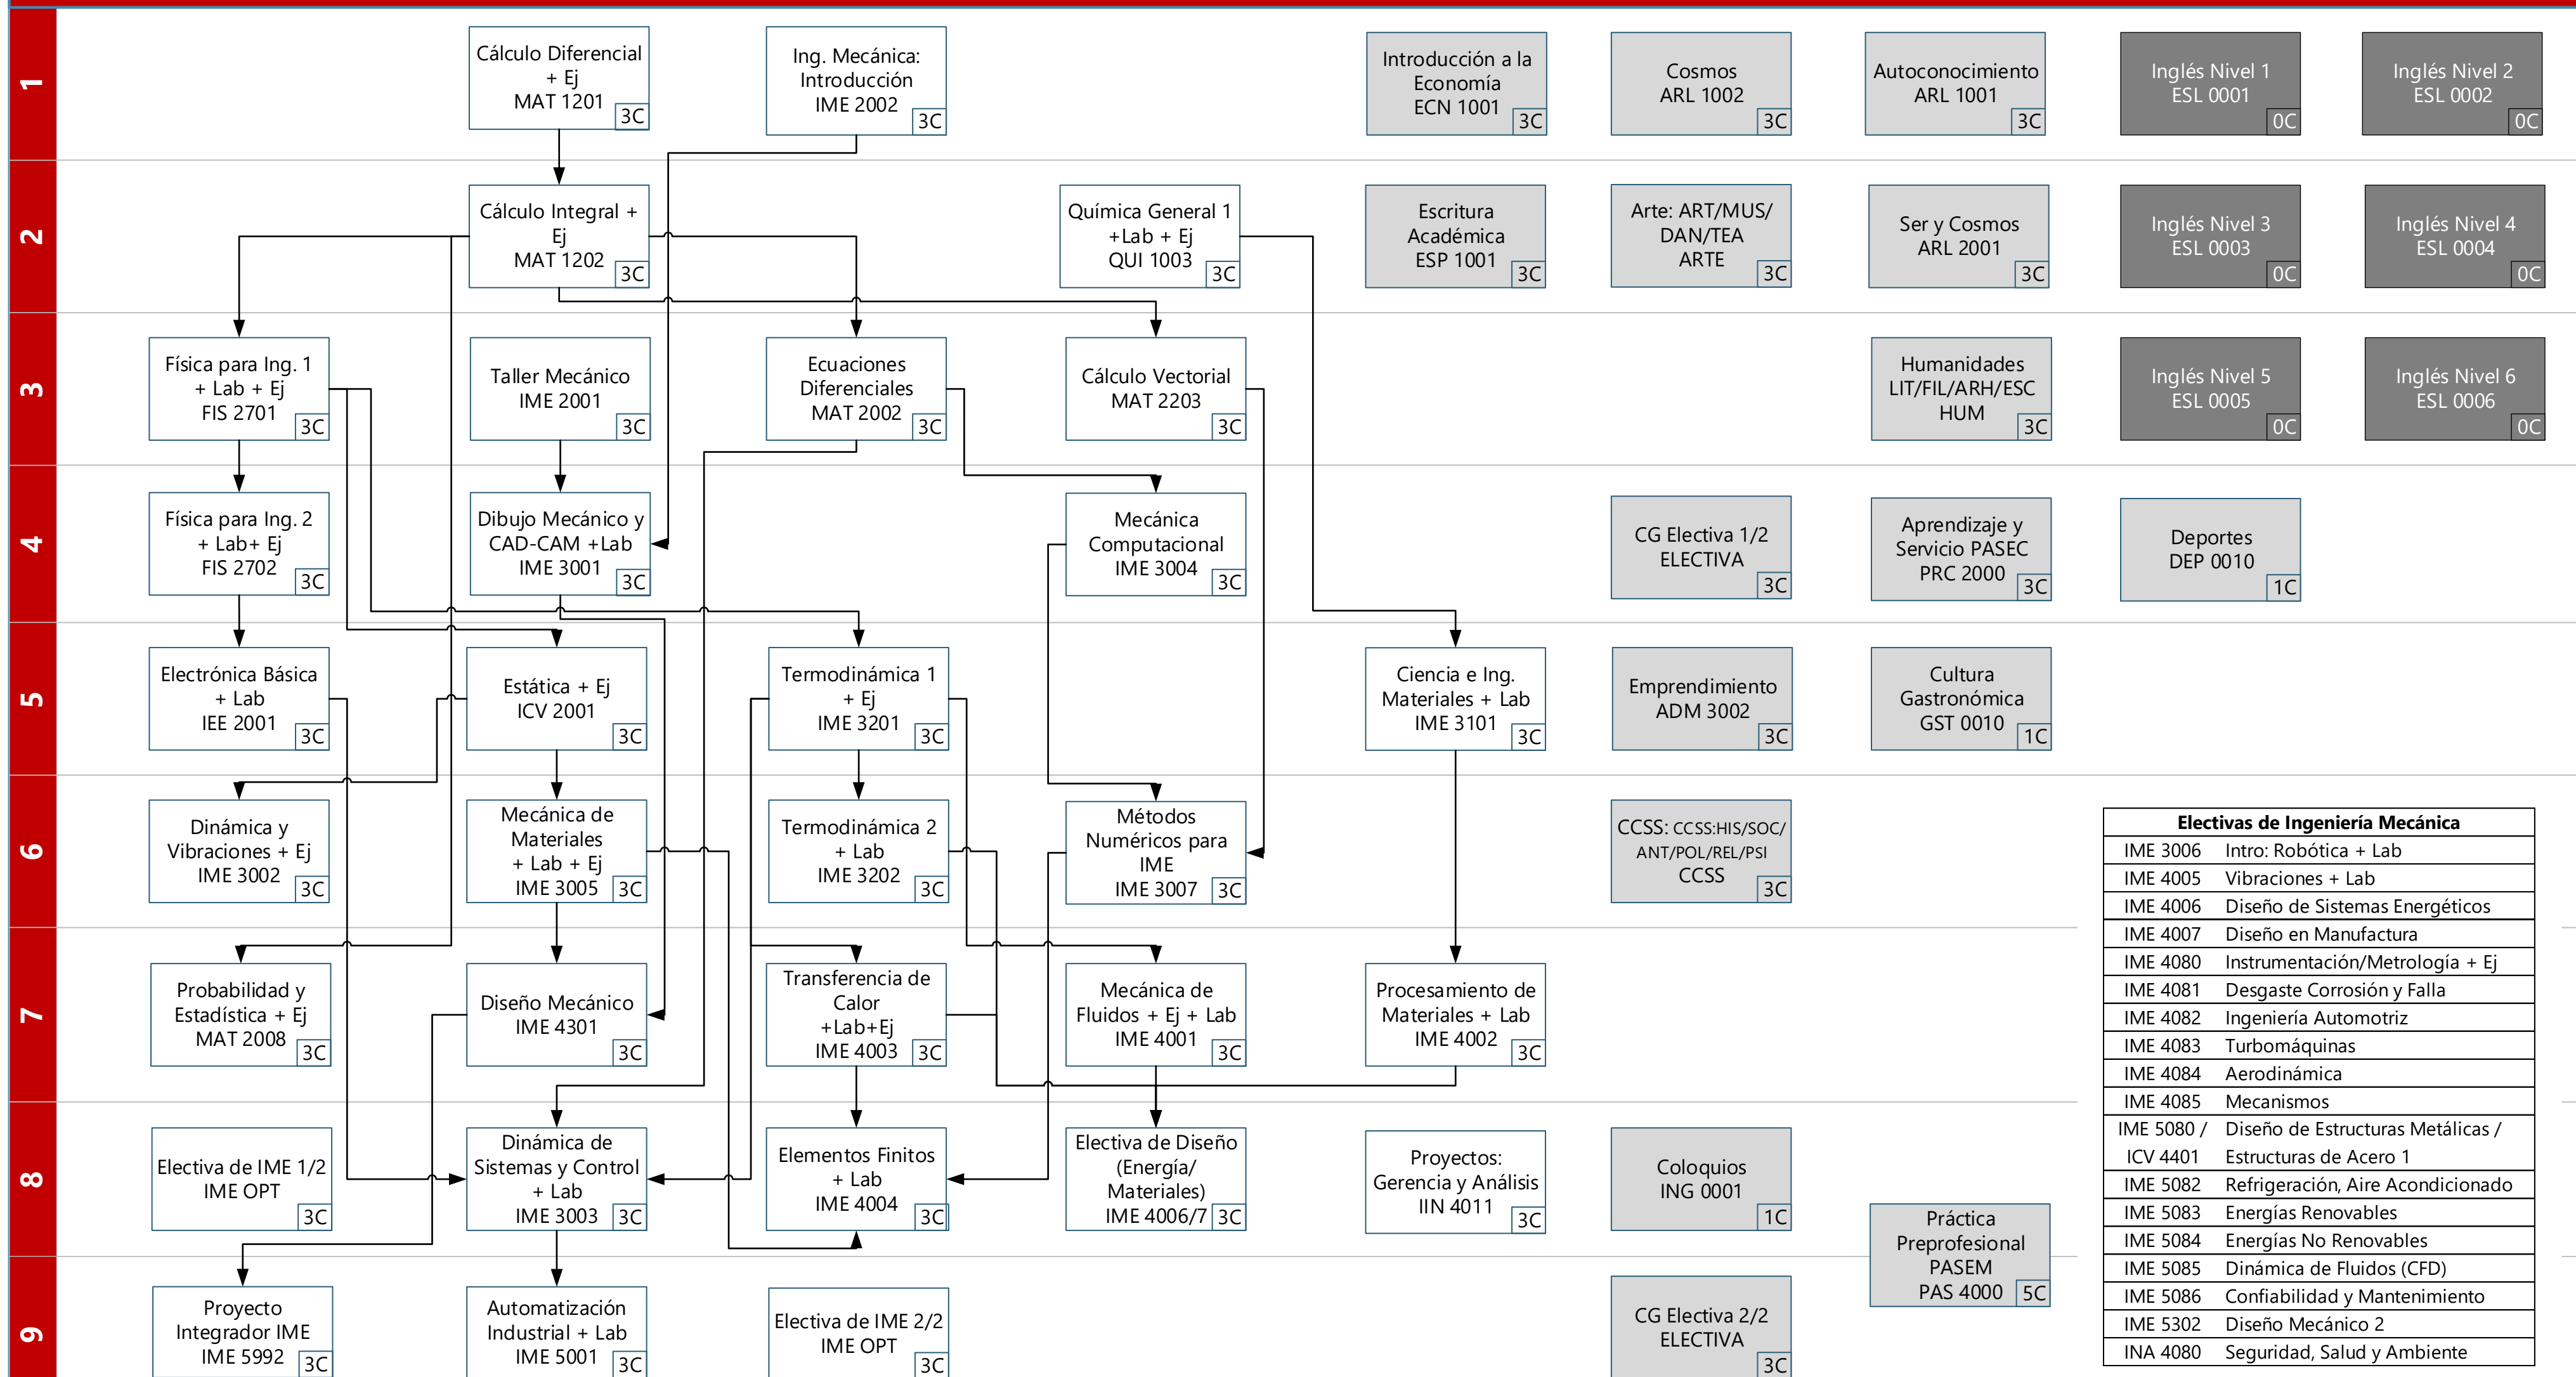 1
Cálculo Diferencial
+ Ej
MAT 1201
3C
Ing. Mecánica:
Introducción
IME 2002
3C
Introducción a la
Economía
ECN 1001
3C
Cosmos
ARL 1002
3C
Autoconocimiento
ARL 1001
3C
Inglés Nivel 1
ESL 0001
0C
Inglés Nivel 2
ESL 0002
0C
2
Cálculo Integral +
Ej
MAT 1202
3C
Química General 1
+Lab + Ej
QUI 1003
3C
Escritura
Académica
ESP 1001
3C
Arte: ART/MUS/
DAN/TEA
ARTE
3C
Ser y Cosmos
ARL 2001
3C
Inglés Nivel 3
ESL 0003
0C
Inglés Nivel 4
ESL 0004
0C
3
Física para Ing. 1
+ Lab + Ej
FIS 2701
3C
Taller Mecánico
IME 2001
3C
Ecuaciones
Diferenciales
MAT 2002
3C
Cálculo Vectorial
MAT 2203
3C
Humanidades
LIT/FIL/ARH/ESC
HUM
3C
Inglés Nivel 5
ESL 0005
0C
Inglés Nivel 6
ESL 0006
0C
4
Física para Ing. 2
+ Lab+ Ej
FIS 2702
3C
Dibujo Mecánico y
CAD-CAM +Lab
IME 3001
3C
Mecánica
Computacional
IME 3004
3C
CG Electiva 1/2
ELECTIVA
3C
Aprendizaje y
Servicio PASEC
PRC 2000
3C
Deportes
DEP 0010
1C
5
Electrónica Básica
+ Lab
IEE 2001
3C
Estática + Ej
ICV 2001
3C
Termodinámica 1
+ Ej
IME 3201
3C
Ciencia e Ing.
Materiales + Lab
IME 3101
3C
Emprendimiento
ADM 3002
3C
Cultura
Gastronómica
GST 0010
1C
6
Dinámica y
Vibraciones + Ej
IME 3002
3C
Mecánica de
Materiales
+ Lab + Ej
IME 3005
3C
Termodinámica 2
+ Lab
IME 3202
3C
Métodos
Numéricos para
IME
IME 3007
3C
CCSS: CCSS:HIS/SOC/
ANT/POL/REL/PSI
CCSS
3C
7
Probabilidad y
Estadística + Ej
MAT 2008
3C
Diseño Mecánico
IME 4301
3C
Transferencia de
Calor
+Lab+Ej
IME 4003
3C
Mecánica de
Fluidos + Ej + Lab
IME 4001
3C
Procesamiento de
Materiales + Lab
IME 4002
3C
8
Electiva de IME 1/2
IME OPT
3C
Dinámica de
Sistemas y Control
+ Lab
IME 3003
3C
Elementos Finitos
+ Lab
IME 4004
3C
Electiva de Diseño
(Energía/
Materiales)
IME 4006/7
3C
Proyectos:
Gerencia y Análisis
IIN 4011
3C
Coloquios
ING 0001
1C
Práctica
Preprofesional
PASEM
PAS 4000
5C
9
Proyecto
Integrador IME
IME 5992
3C
Automatización
Industrial + Lab
IME 5001
3C
Electiva de IME 2/2
IME OPT
3C
CG Electiva 2/2
ELECTIVA
3C
Electivas de Ingeniería Mecánica
IME 3006 Intro: Robótica + Lab
IME 4005 Vibraciones + Lab
IME 4006 Diseño de Sistemas Energéticos
IME 4007 Diseño en Manufactura
IME 4080 Instrumentación/Metrología + Ej
IME 4081 Desgaste Corrosión y Falla
IME 4082 Ingeniería Automotriz
IME 4083 Turbomáquinas
IME 4084 Aerodinámica
IME 4085 Mecanismos
IME 5080 / Diseño de Estructuras Metálicas /
ICV 4401 Estructuras de Acero 1
IME 5082 Refrigeración, Aire Acondicionado
IME 5083 Energías Renovables
IME 5084 Energías No Renovables
IME 5085 Dinámica de Fluidos (CFD)
IME 5086 Confiabilidad y Mantenimiento
IME 5302 Diseño Mecánico 2
INA 4080 Seguridad, Salud y Ambiente